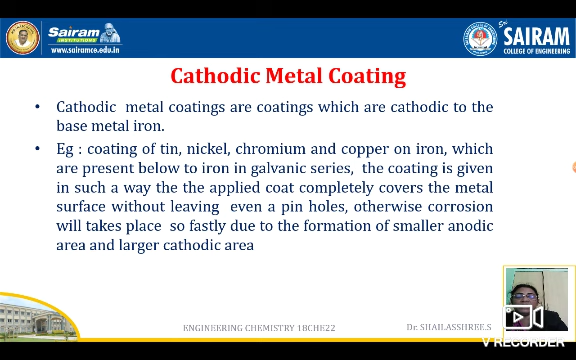 Sairam
INSTITUTIONS
www.sairamce.edu.in
Sri
SAIRAM
COLLEGE OF ENGINEERING
Cathodic Metal Coating
• Cathodic metal coatings are coatings which are cathodic to the
base metal iron.
• Eg : coating of tin, nickel, chromium and copper on iron, which
are present below to iron in galvanic series, the coating is given
in such a way the the applied coat completely covers the metal
surface without leaving even a pin holes, otherwise corrosion
will takes place so fastly due to the formation of smaller anodic
area and larger cathodic area
ENGINEERING CHEMISTRY 18CHE22
Dr. SHAILASSHREE.S
V RECORDER